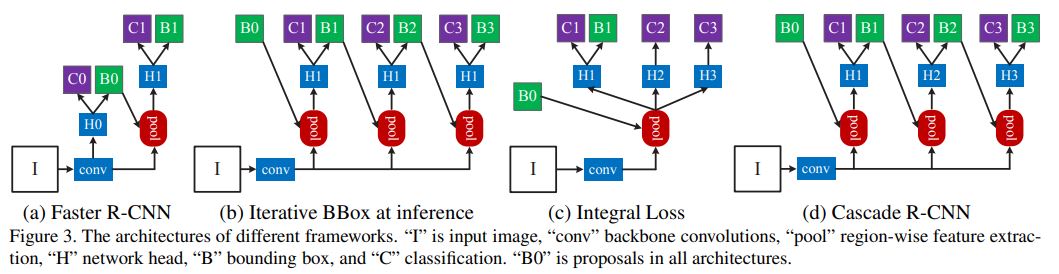 C1 B1
C0 B0 H1
H0 pool
I conv
(a) Faster R-CNN
B0 C1 B1 C2 B2 C3 B3
H1 H1 H1
pool pool pool
I conv
(b) Iterative BBox at inference
C1 B1 C2 C3
H1 H2 H3
B0
pool
I conv
(c) Integral Loss
B0 C1 B1 C2 B2 C3 B3
H1 H2 H3
pool pool pool
I conv
(d) Cascade R-CNN
Figure 3. The architectures of different frameworks. “I” is input image, “conv” backbone convolutions, “pool” region-wise feature extrac-
tion, “H” network head, “B” bounding box, and “C” classification. “B0” is proposals in all architectures.